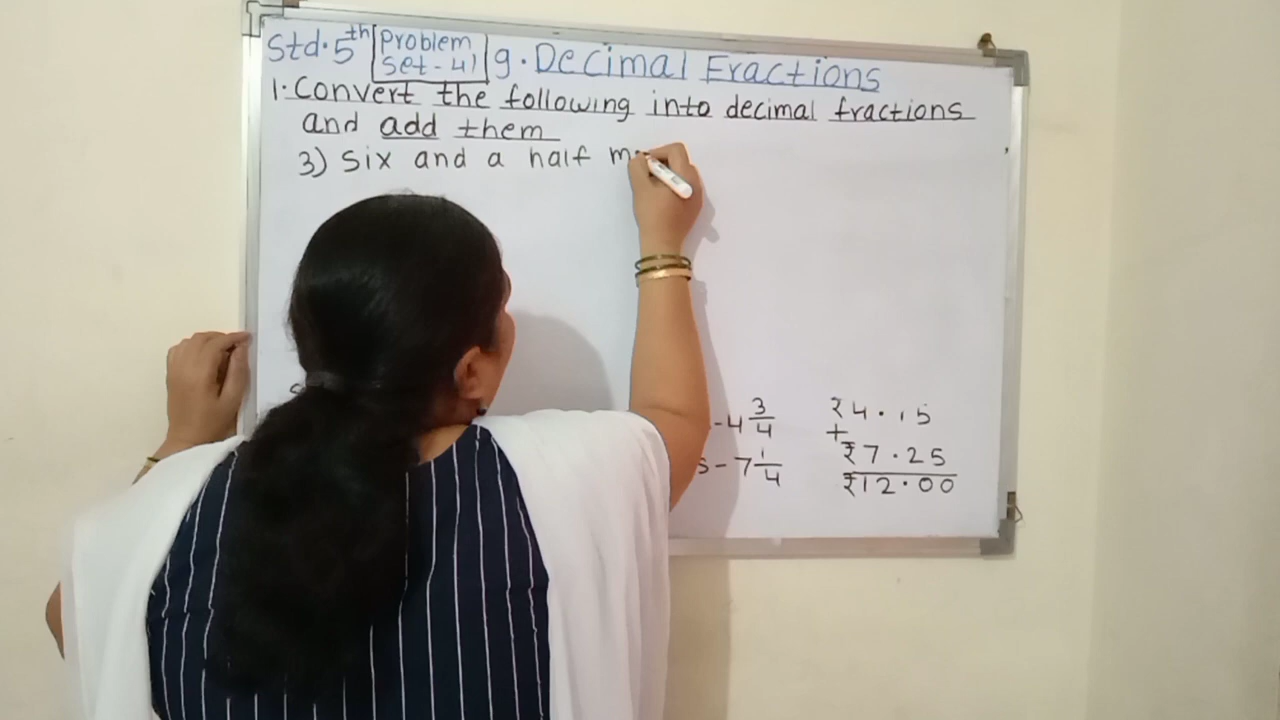 Std. 5th Problem set - 41 9. Decimal Fractions
1. Convert the following into decimal fractions
and add them
3) Six and a half
- 4 3/4
s - 7 1/4
₹4.15
+
₹7.25
₹12.00